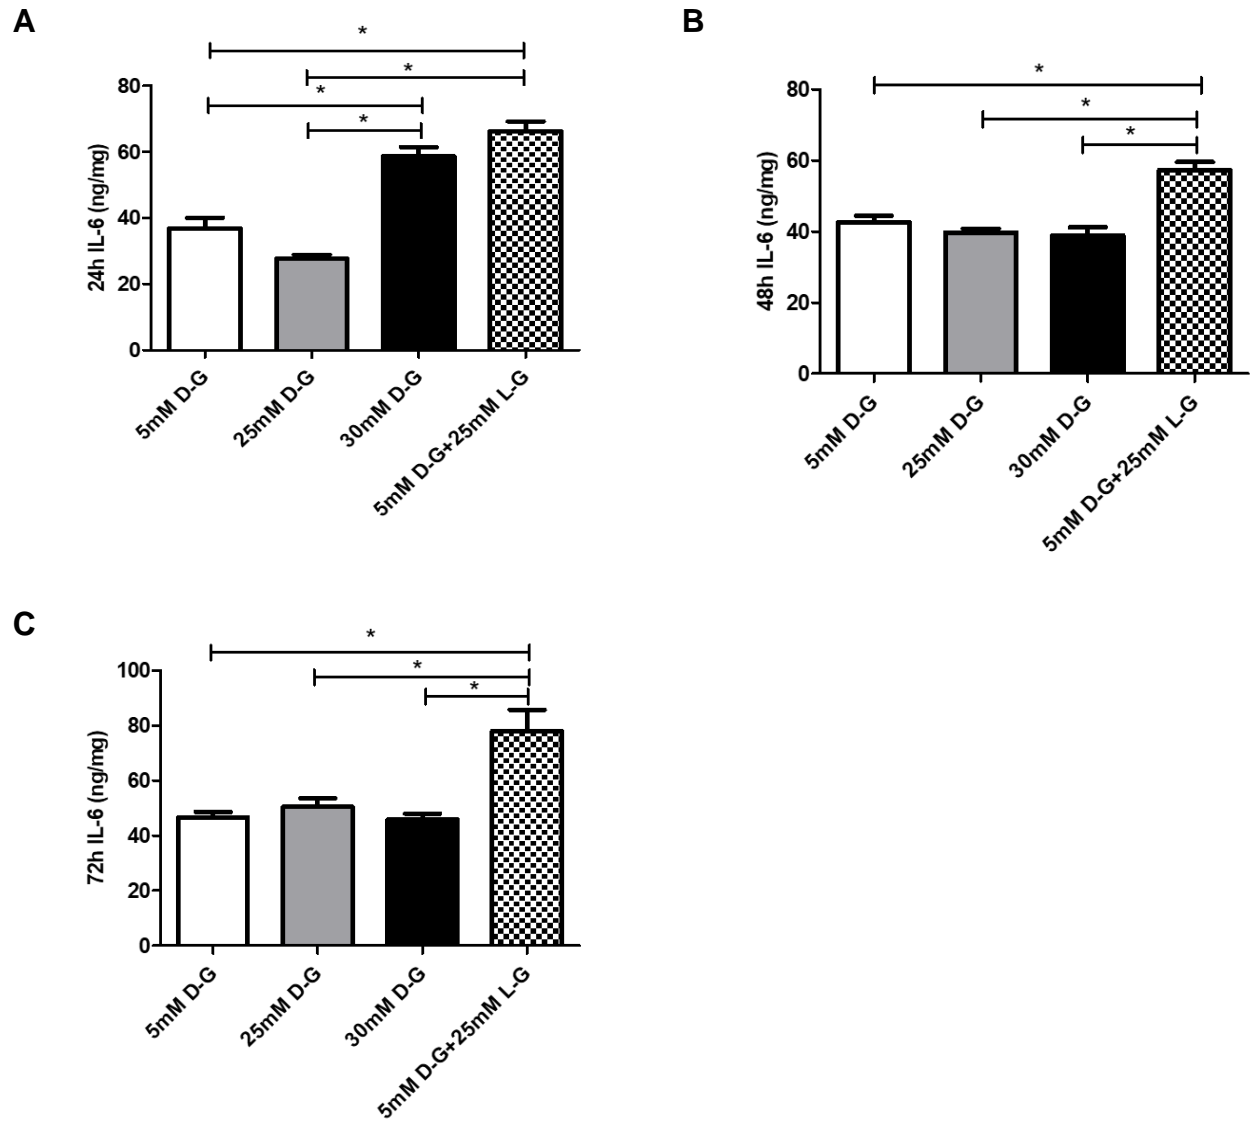 A
*
*
*
*
80
60
40
20
0
24h IL-6 (ng/mg)
5mM D-G
25mM D-G
30mM D-G
5mM D-G+25mM L-G
B
*
*
*
80
60
40
20
0
48h IL-6 (ng/mg)
5mM D-G
25mM D-G
30mM D-G
5mM D-G+25mM L-G
C
*
*
*
100
80
60
40
20
0
72h IL-6 (ng/mg)
5mM D-G
25mM D-G
30mM D-G
5mM D-G+25mM L-G